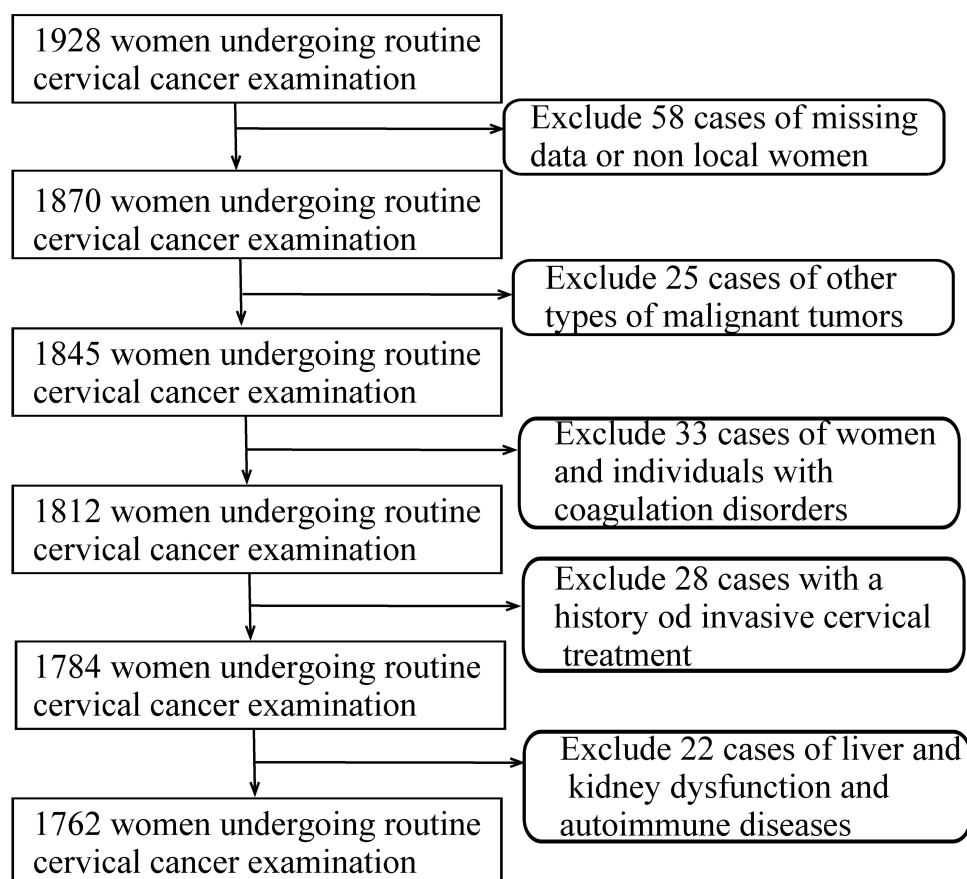 1928 women undergoing routine
cervical cancer examination
Exclude 58 cases of missing
data or non local women
1870 women undergoing routine
cervical cancer examination
Exclude 25 cases of other
types of malignant tumors
1845 women undergoing routine
cervical cancer examination
Exclude 33 cases of women
and individuals with
coagulation disorders
1812 women undergoing routine
cervical cancer examination
Exclude 28 cases with a
history od invasive cervical
treatment
1784 women undergoing routine
cervical cancer examination
Exclude 22 cases of liver and
kidney dysfunction and
autoimmune diseases
1762 women undergoing routine
cervical cancer examination